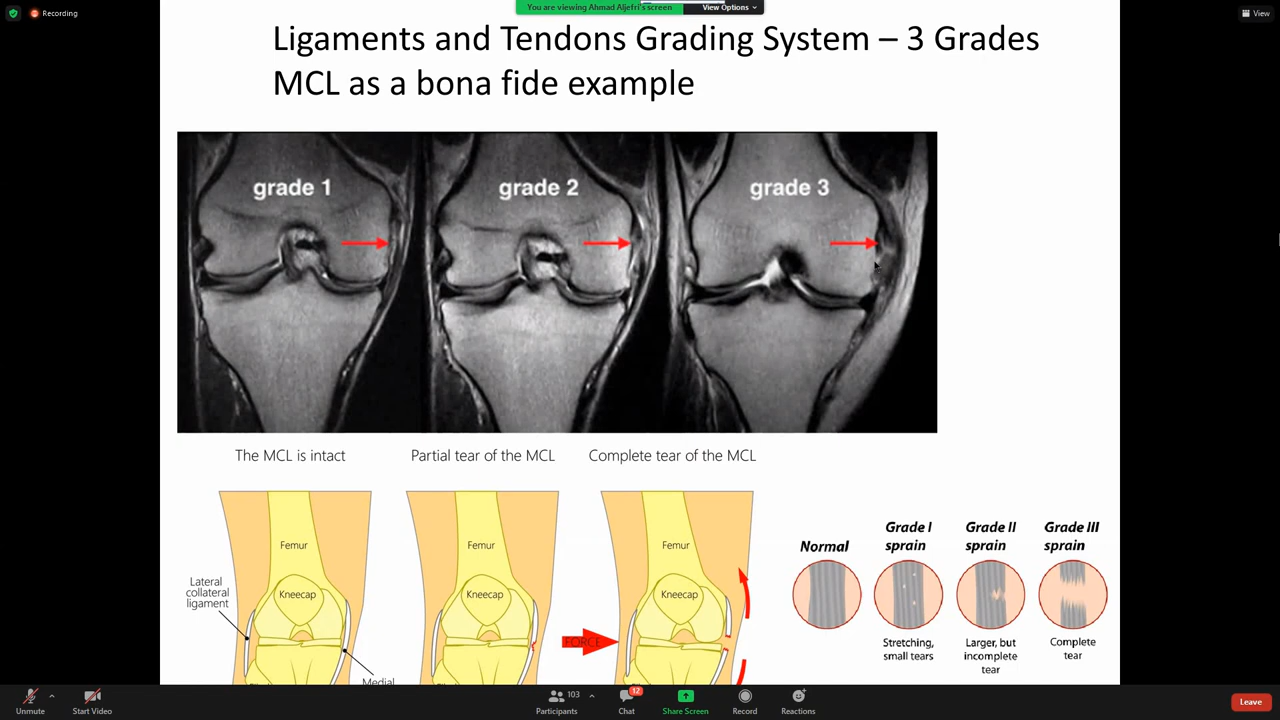 Recording
You are viewing Ahmad Aljefri's screen
View Options
View
Ligaments and Tendons Grading System – 3 Grades
MCL as a bona fide example
grade 1
grade 2
grade 3
The MCL is intact
Partial tear of the MCL
Complete tear of the MCL
Femur
Kneecap
Lateral
collateral
ligament
Medial
Femur
Kneecap
FORCE
Femur
Kneecap
Normal
Grade I
sprain
Stretching,
small tears
Grade II
sprain
Larger, but
incomplete
tear
Grade III
sprain
Complete
tear
Unmute
Start Video
103
Participants
12
Chat
Share Screen
Record
Reactions
Leave